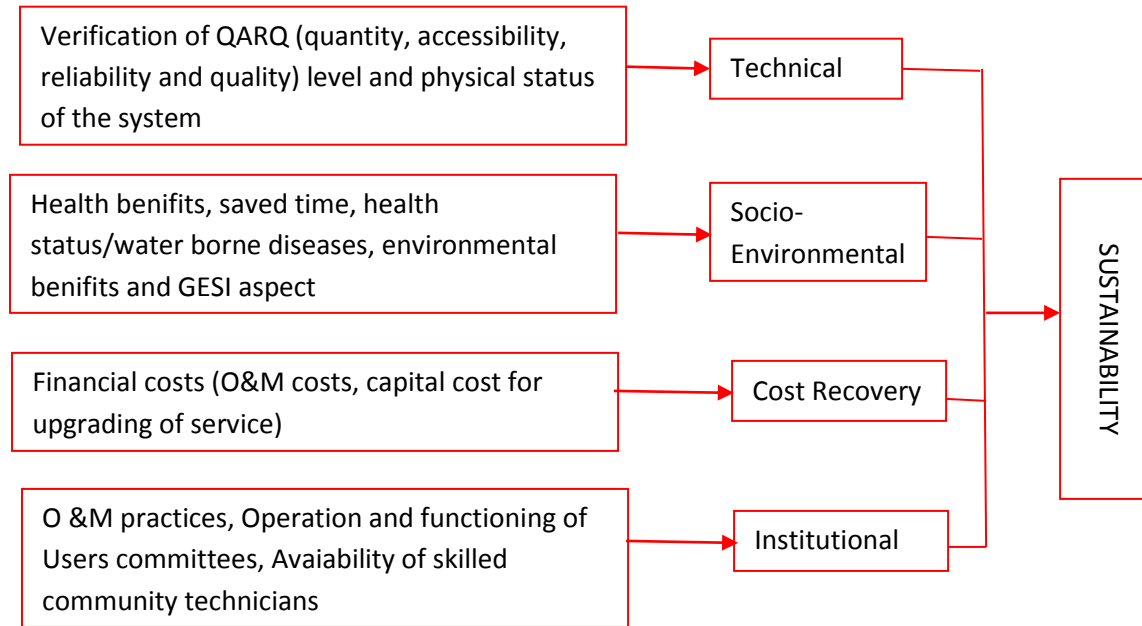 Verification of QARQ (quantity, accessibility,
reliability and quality) level and physical status
of the system
Technical
Health benifits, saved time, health
status/water borne diseases, environmental
benifits and GESI aspect
Socio-
Environmental
Financial costs (O&M costs, capital cost for
upgrading of service)
Cost Recovery
O &M practices, Operation and functioning of
Users committees, Avaiability of skilled
community technicians
Institutional
SUSTAINABILITY